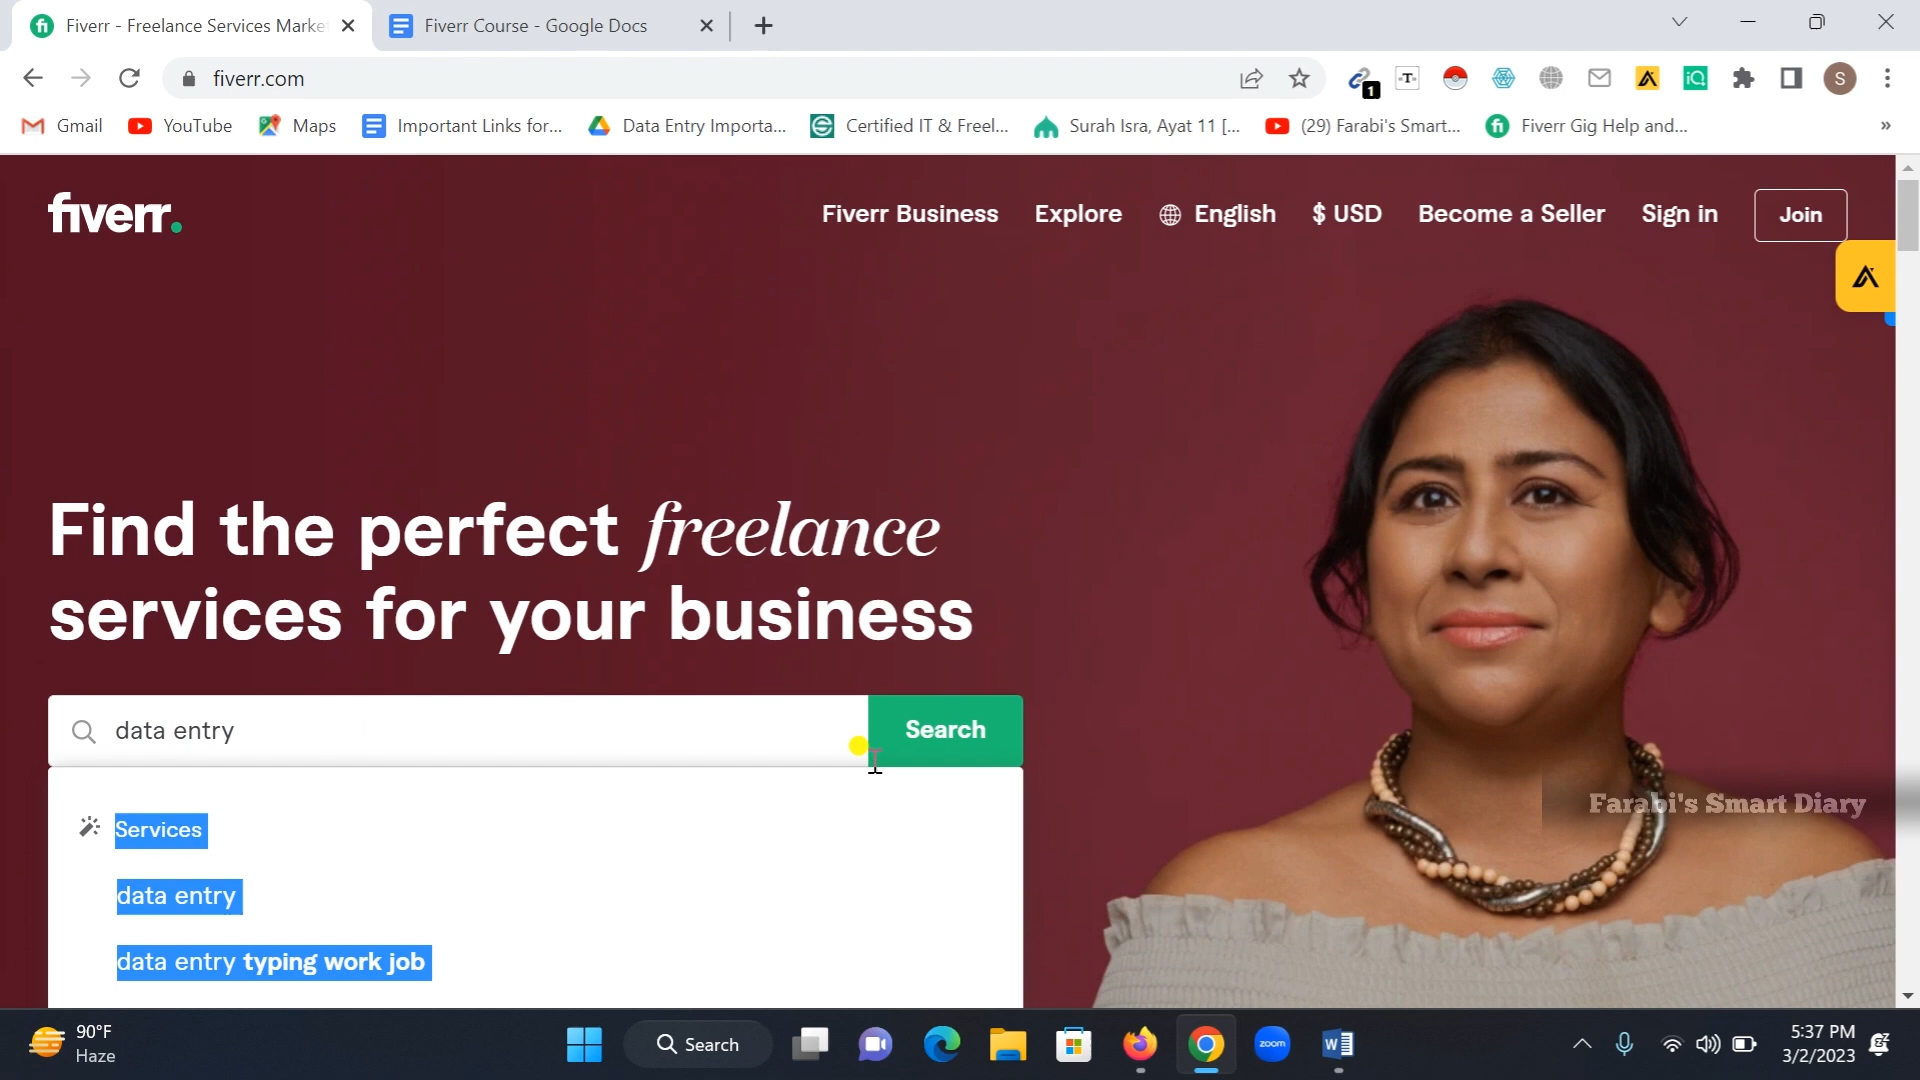 Fiverr - Freelance Services Marke
Fiverr Course - Google Docs
fiverr.com
1
T
iQ
S
Gmail
YouTube
Maps
Important Links for...
Data Entry Importa...
Certified IT & Freel...
Surah Isra, Ayat 11 [...
(29) Farabi's Smart...
Fiverr Gig Help and...
»
fiverr.
Fiverr Business
Explore
English
$ USD
Become a Seller
Sign in
Join
Find the perfect freelance
services for your business
data entry
Search
Farabi's Smart Diary
Services
data entry
data entry typing work job
90°F
Haze
Search
zoom
W
5:37 PM
3/2/2023